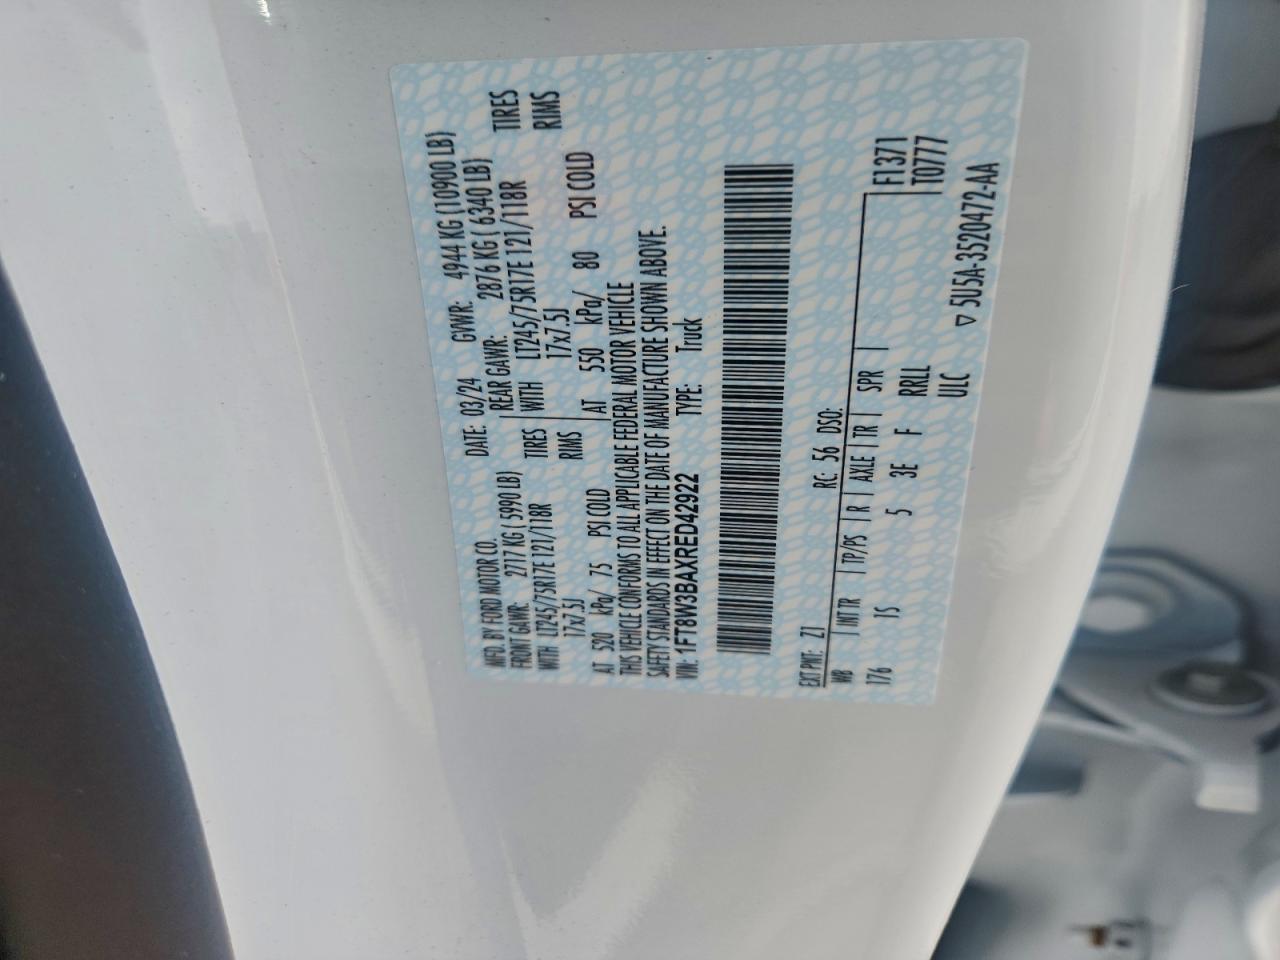 MFD. BY FORD MOTOR CO.
DATE: 03/24 GVWR: 4944 KG (10900 LB)
FRONT GAWR: 2717 KG ( 5990 LB) REAR GAWR: 2876 KG ( 6340 LB)
WITH LT245/75R17E 121/118R TIRES WITH LT245/75R17E 121/118R TIRES
17x7.5J RIMS 17x7.5J RIMS
AT 520 kPa/ 75 PSI COLD AT 550 kPa/ 80 PSI COLD
THIS VEHICLE CONFORMS TO ALL APPLICABLE FEDERAL MOTOR VEHICLE
SAFETY STANDARDS IN EFFECT ON THE DATE OF MANUFACTURE SHOWN ABOVE.
VIN: 1FT8W3BAXRED42922 TYPE: Truck
EXT PNT: Z1 RC: 56 DSO:
WB INT TR TP/PS R AXLE TR SPR F1371
176 1S 5 3E F RRLL T0777
ULC
▽ 5U5A-3520472-AA